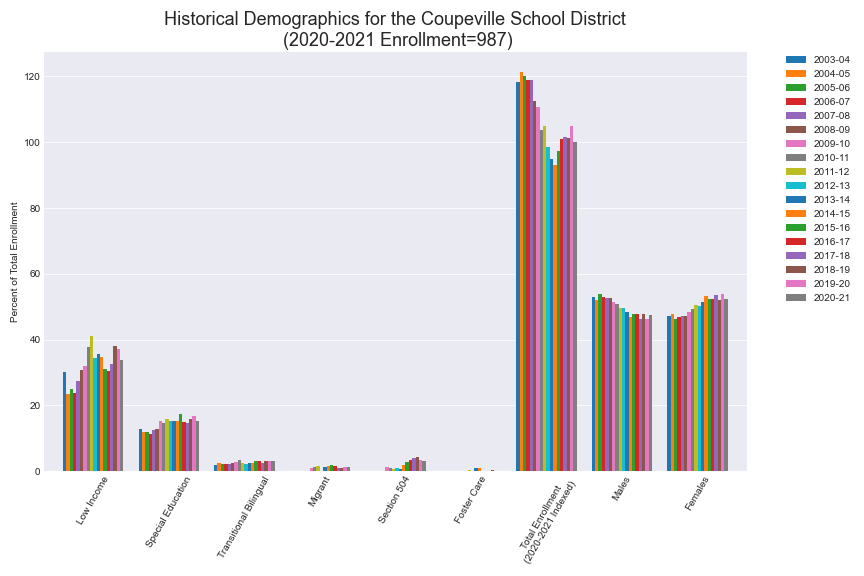 Historical Demographics for the Coupeville School District
(2020-2021 Enrollment=987)
Percent of Total Enrollment
120
100
80
60
40
20
0
Low Income
Special Education
Transitional Bilingual
Migrant
Section 504
Foster Care
Total Enrollment
(2020-2021 Indexed)
Males
Females
2003-04
2004-05
2005-06
2006-07
2007-08
2008-09
2009-10
2010-11
2011-12
2012-13
2013-14
2014-15
2015-16
2016-17
2017-18
2018-19
2019-20
2020-21